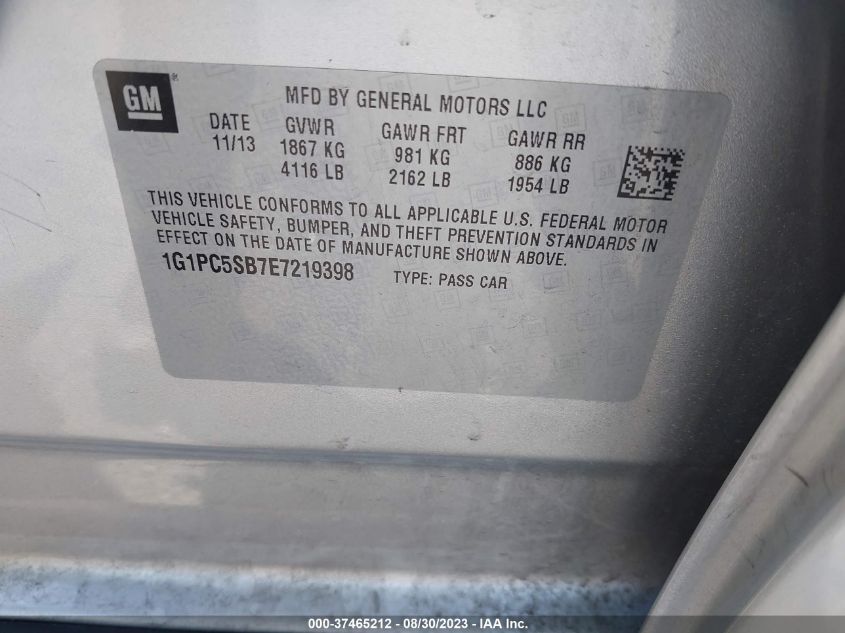 GM ®
MFD BY GENERAL MOTORS LLC
DATE GVWR GAWR FRT GAWR RR
11/13 1867 KG 981 KG 886 KG
4116 LB 2162 LB 1954 LB
THIS VEHICLE CONFORMS TO ALL APPLICABLE U.S. FEDERAL MOTOR
VEHICLE SAFETY, BUMPER, AND THEFT PREVENTION STANDARDS IN
EFFECT ON THE DATE OF MANUFACTURE SHOWN ABOVE.
1G1PC5SB7E7219398 TYPE: PASS CAR
000-37465212 - 08/30/2023 - IAA Inc.